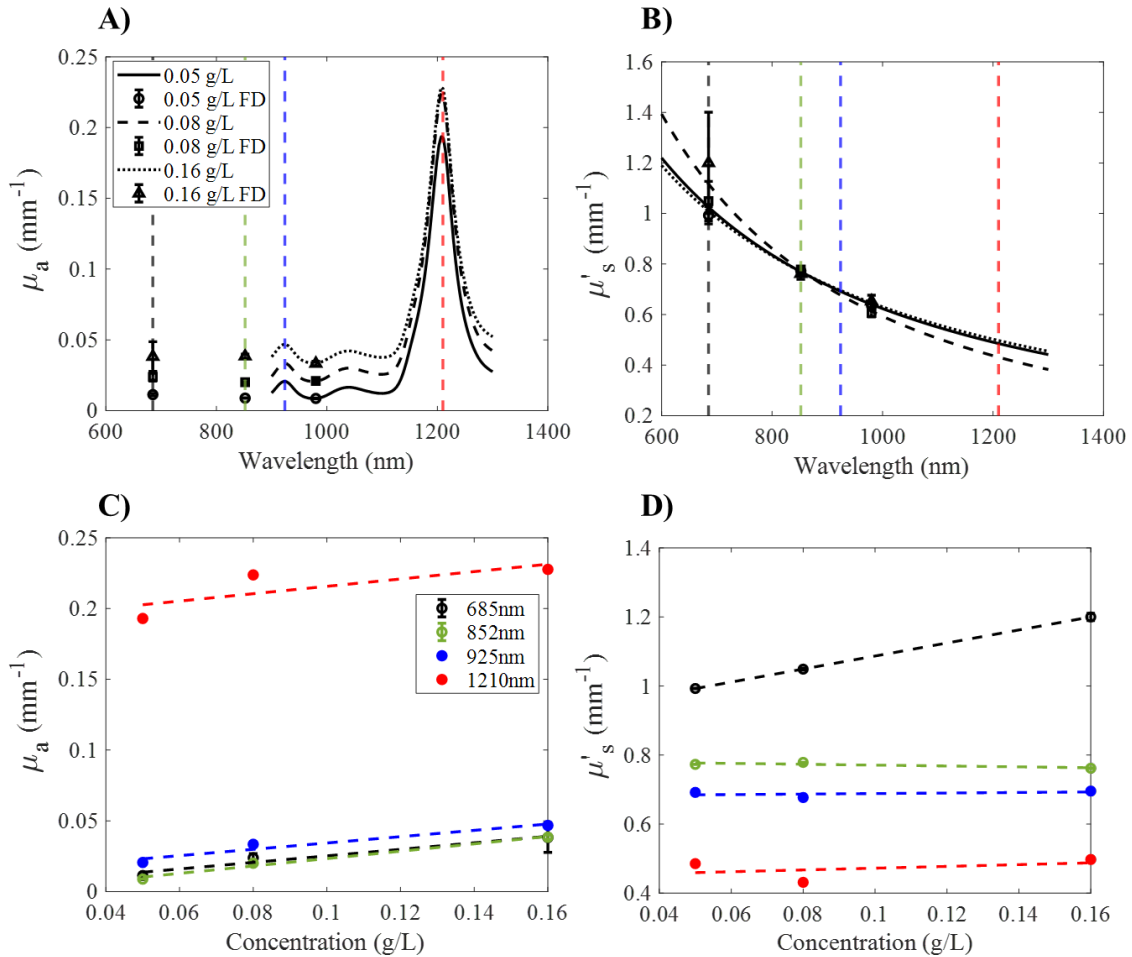 A)
0.25
0.2
0.15
0.1
0.05
0
μa (mm-1)
0.05 g/L
0.05 g/L FD
0.08 g/L
0.08 g/L FD
0.16 g/L
0.16 g/L FD
600 800 1000 1200 1400
Wavelength (nm)
B)
1.6
1.4
1.2
1
0.8
0.6
0.4
0.2
μ's (mm-1)
600 800 1000 1200 1400
Wavelength (nm)
C)
0.25
0.2
0.15
0.1
0.05
0
μa (mm-1)
685nm
852nm
925nm
1210nm
0.04 0.06 0.08 0.1 0.12 0.14 0.16
Concentration (g/L)
D)
1.4
1.2
1
0.8
0.6
0.4
μ's (mm-1)
0.04 0.06 0.08 0.1 0.12 0.14 0.16
Concentration (g/L)